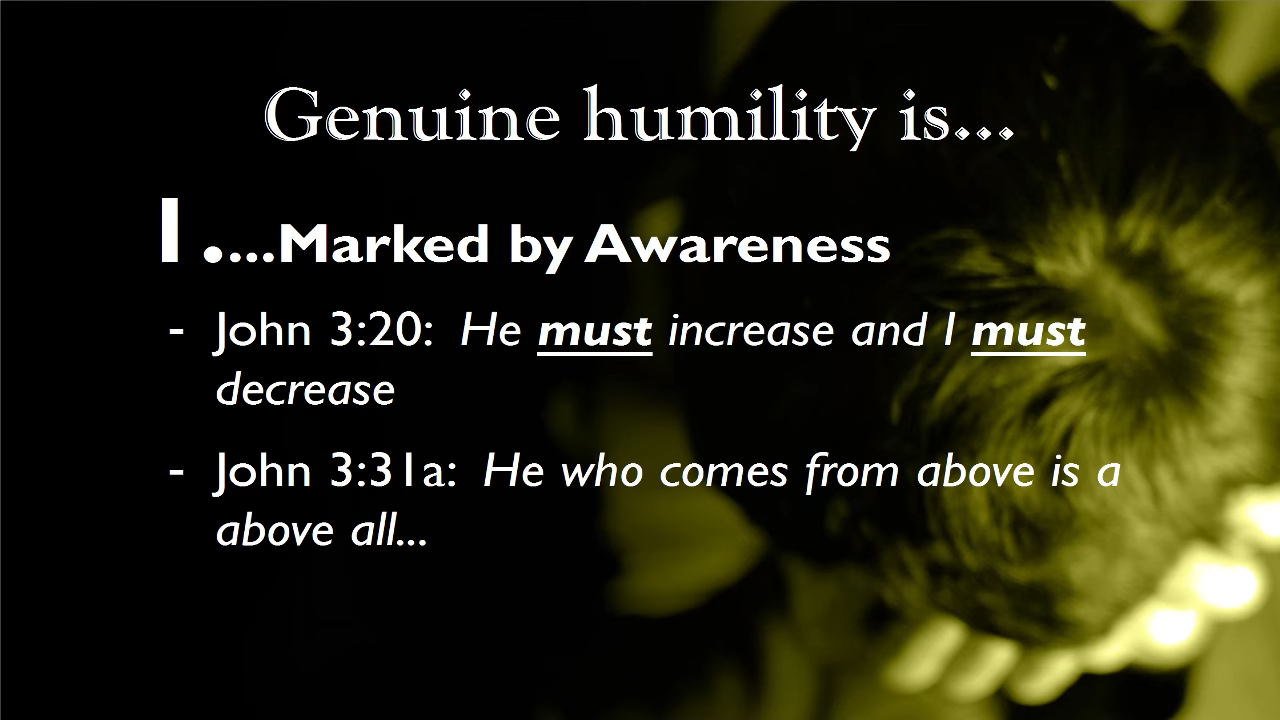 Genuine humility is...
1....Marked by Awareness
- John 3:20: He must increase and I must
decrease
- John 3:31a: He who comes from above is a
above all...